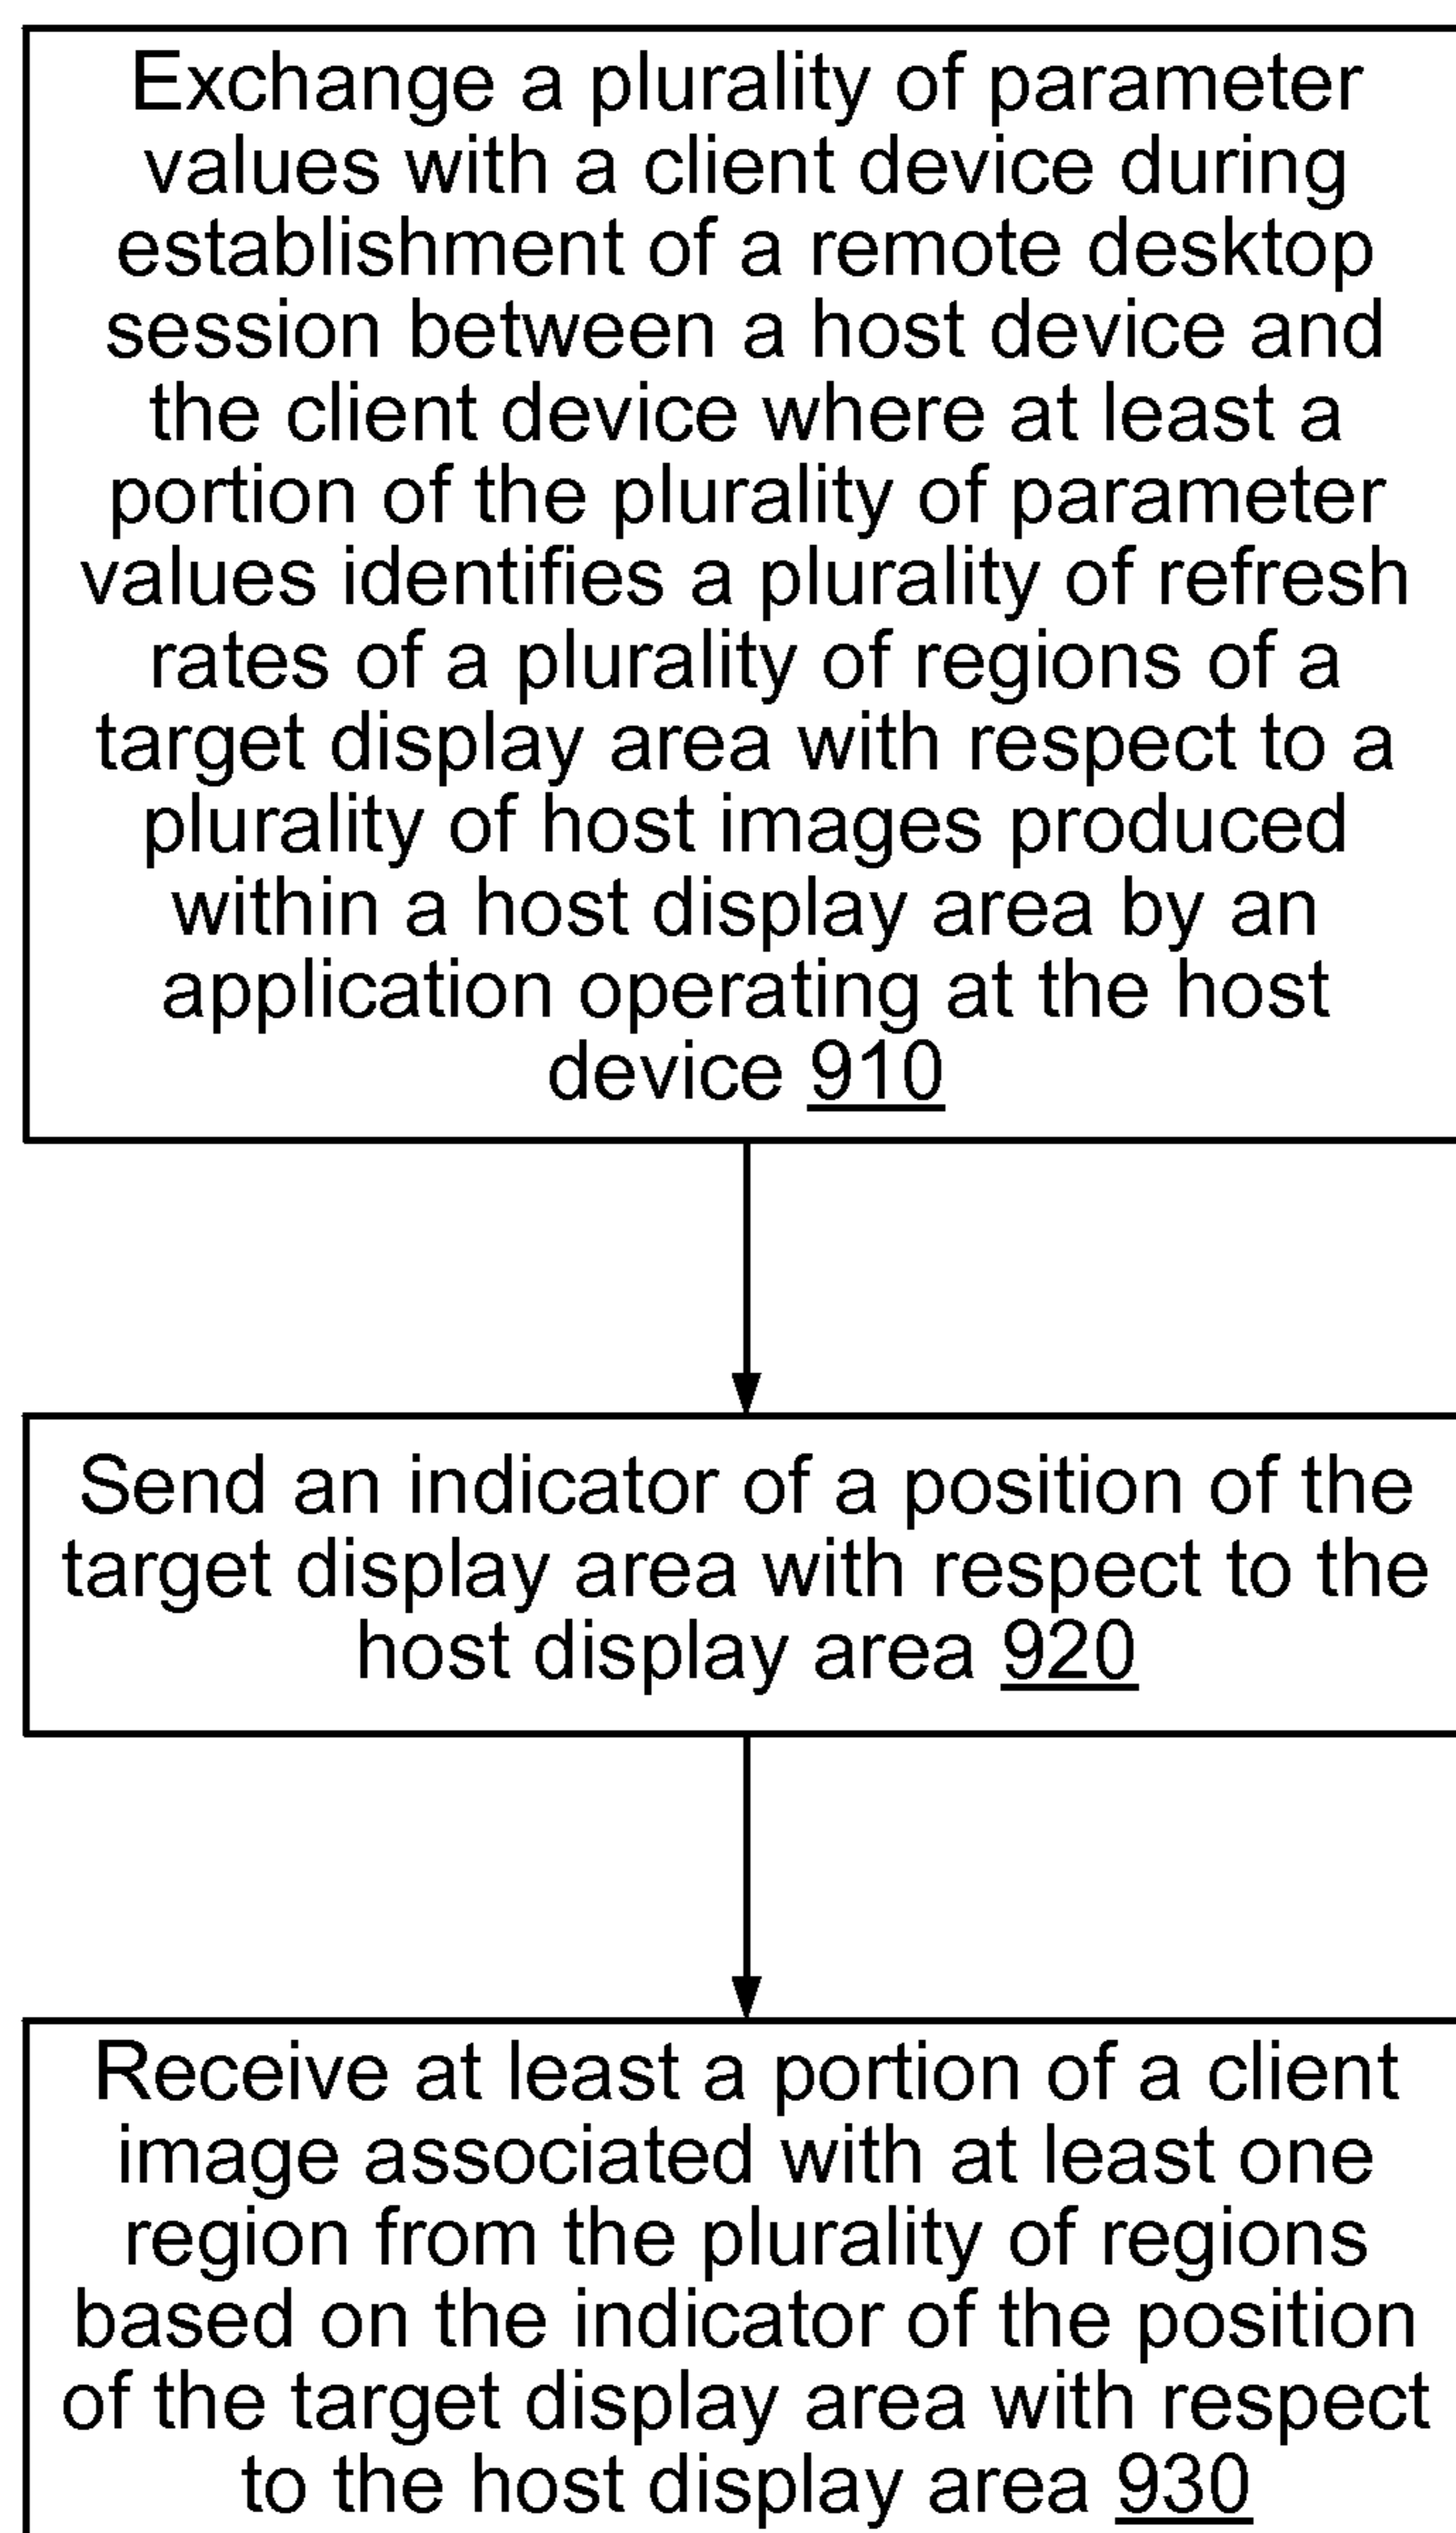 Exchange a plurality of parameter
values with a client device during
establishment of a remote desktop
session between a host device and
the client device where at least a
portion of the plurality of parameter
values identifies a plurality of refresh
rates of a plurality of regions of a
target display area with respect to a
plurality of host images produced
within a host display area by an
application operating at the host
device 910
Send an indicator of a position of the
target display area with respect to the
host display area 920
Receive at least a portion of a client
image associated with at least one
region from the plurality of regions
based on the indicator of the position
of the target display area with respect
to the host display area 930